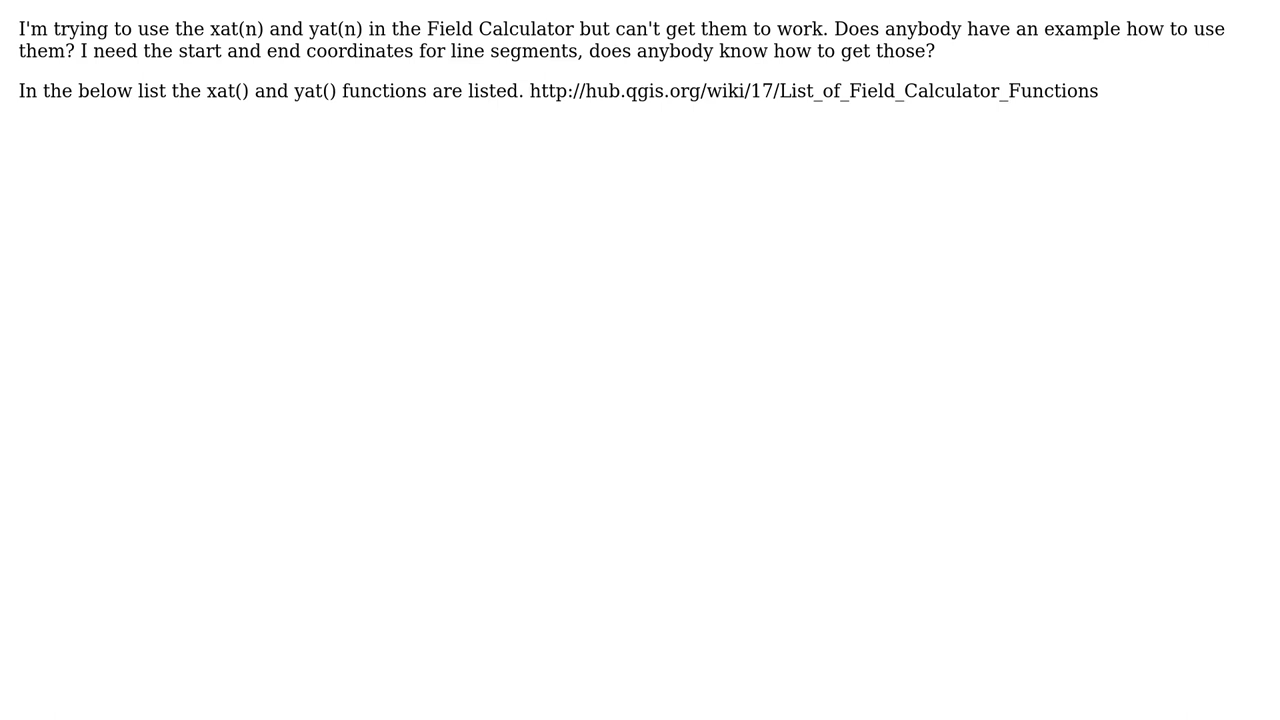 I'm trying to use the xat(n) and yat(n) in the Field Calculator but can't get them to work. Does anybody have an example how to use
them? I need the start and end coordinates for line segments, does anybody know how to get those?
In the below list the xat() and yat() functions are listed. http://hub.qgis.org/wiki/17/List_of_Field_Calculator_Functions